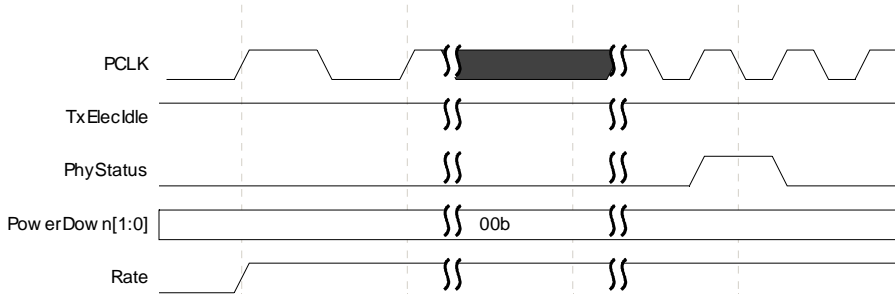 PCLK
TxElecIdle
PhyStatus
PowerDown[1:0] 00b
Rate